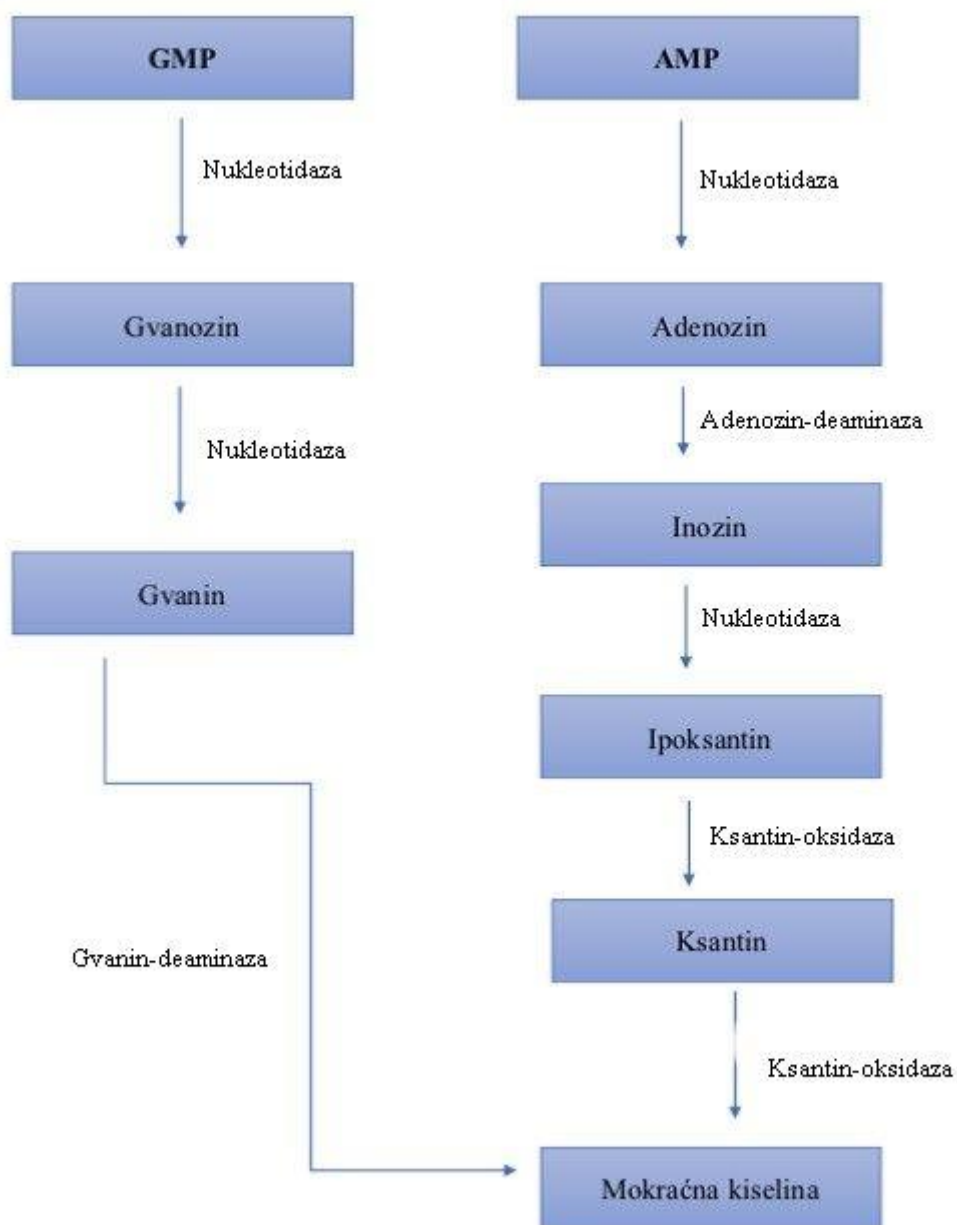 GMP
AMP
Nukleotidaza
Nukleotidaza
Gvanozin
Adenozin
Nukleotidaza
Adenozin-deaminaza
Inozin
Gvanin
Nukleotidaza
Ipoksantin
Ksantin-oksidaza
Gvanin-deaminaza
Ksantin
Ksantin-oksidaza
Mokraćna kiselina